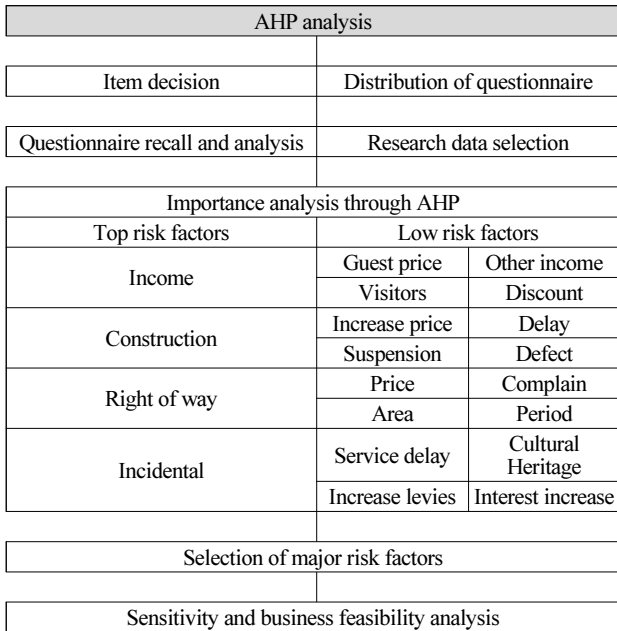 AHP analysis
Item decision Distribution of questionnaire
Questionnaire recall and analysis Research data selection
Importance analysis through AHP
Top risk factors Low risk factors
Income
Guest price Other income
Visitors Discount
Construction
Increase price Delay
Suspension Defect
Right of way
Price Complain
Area Period
Incidental
Service delay Cultural
Heritage
Increase levies Interest increase
Selection of major risk factors
Sensitivity and business feasibility analysis